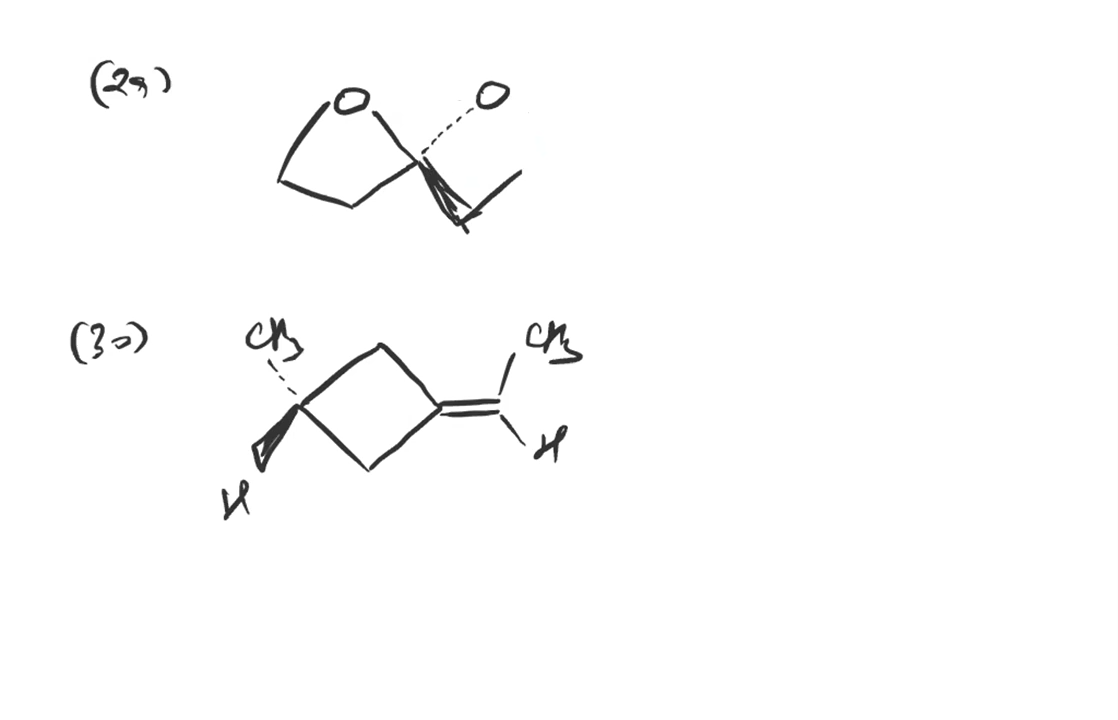 (29)
O O
(30)
CH3 CH3
H
H